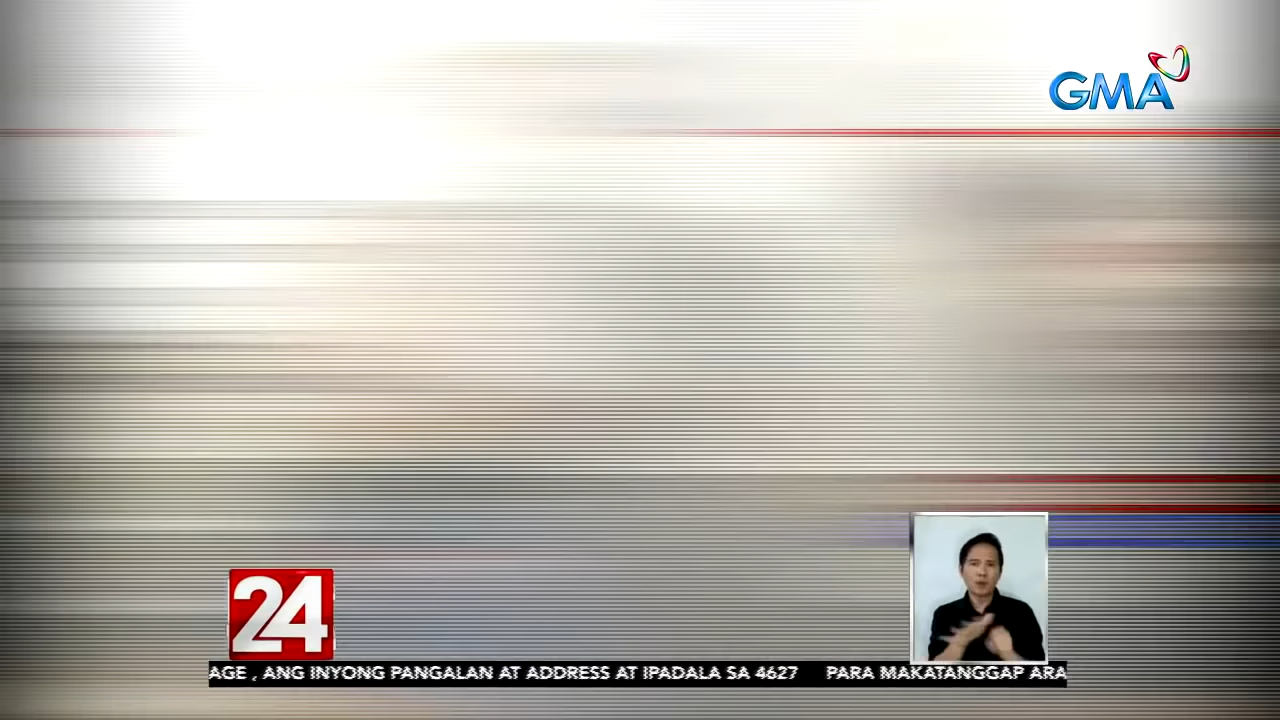 GMA
24
AGE , ANG INYONG PANGALAN AT ADDRESS AT IPADALA SA 4627 PARA MAKATANGGAP ARA